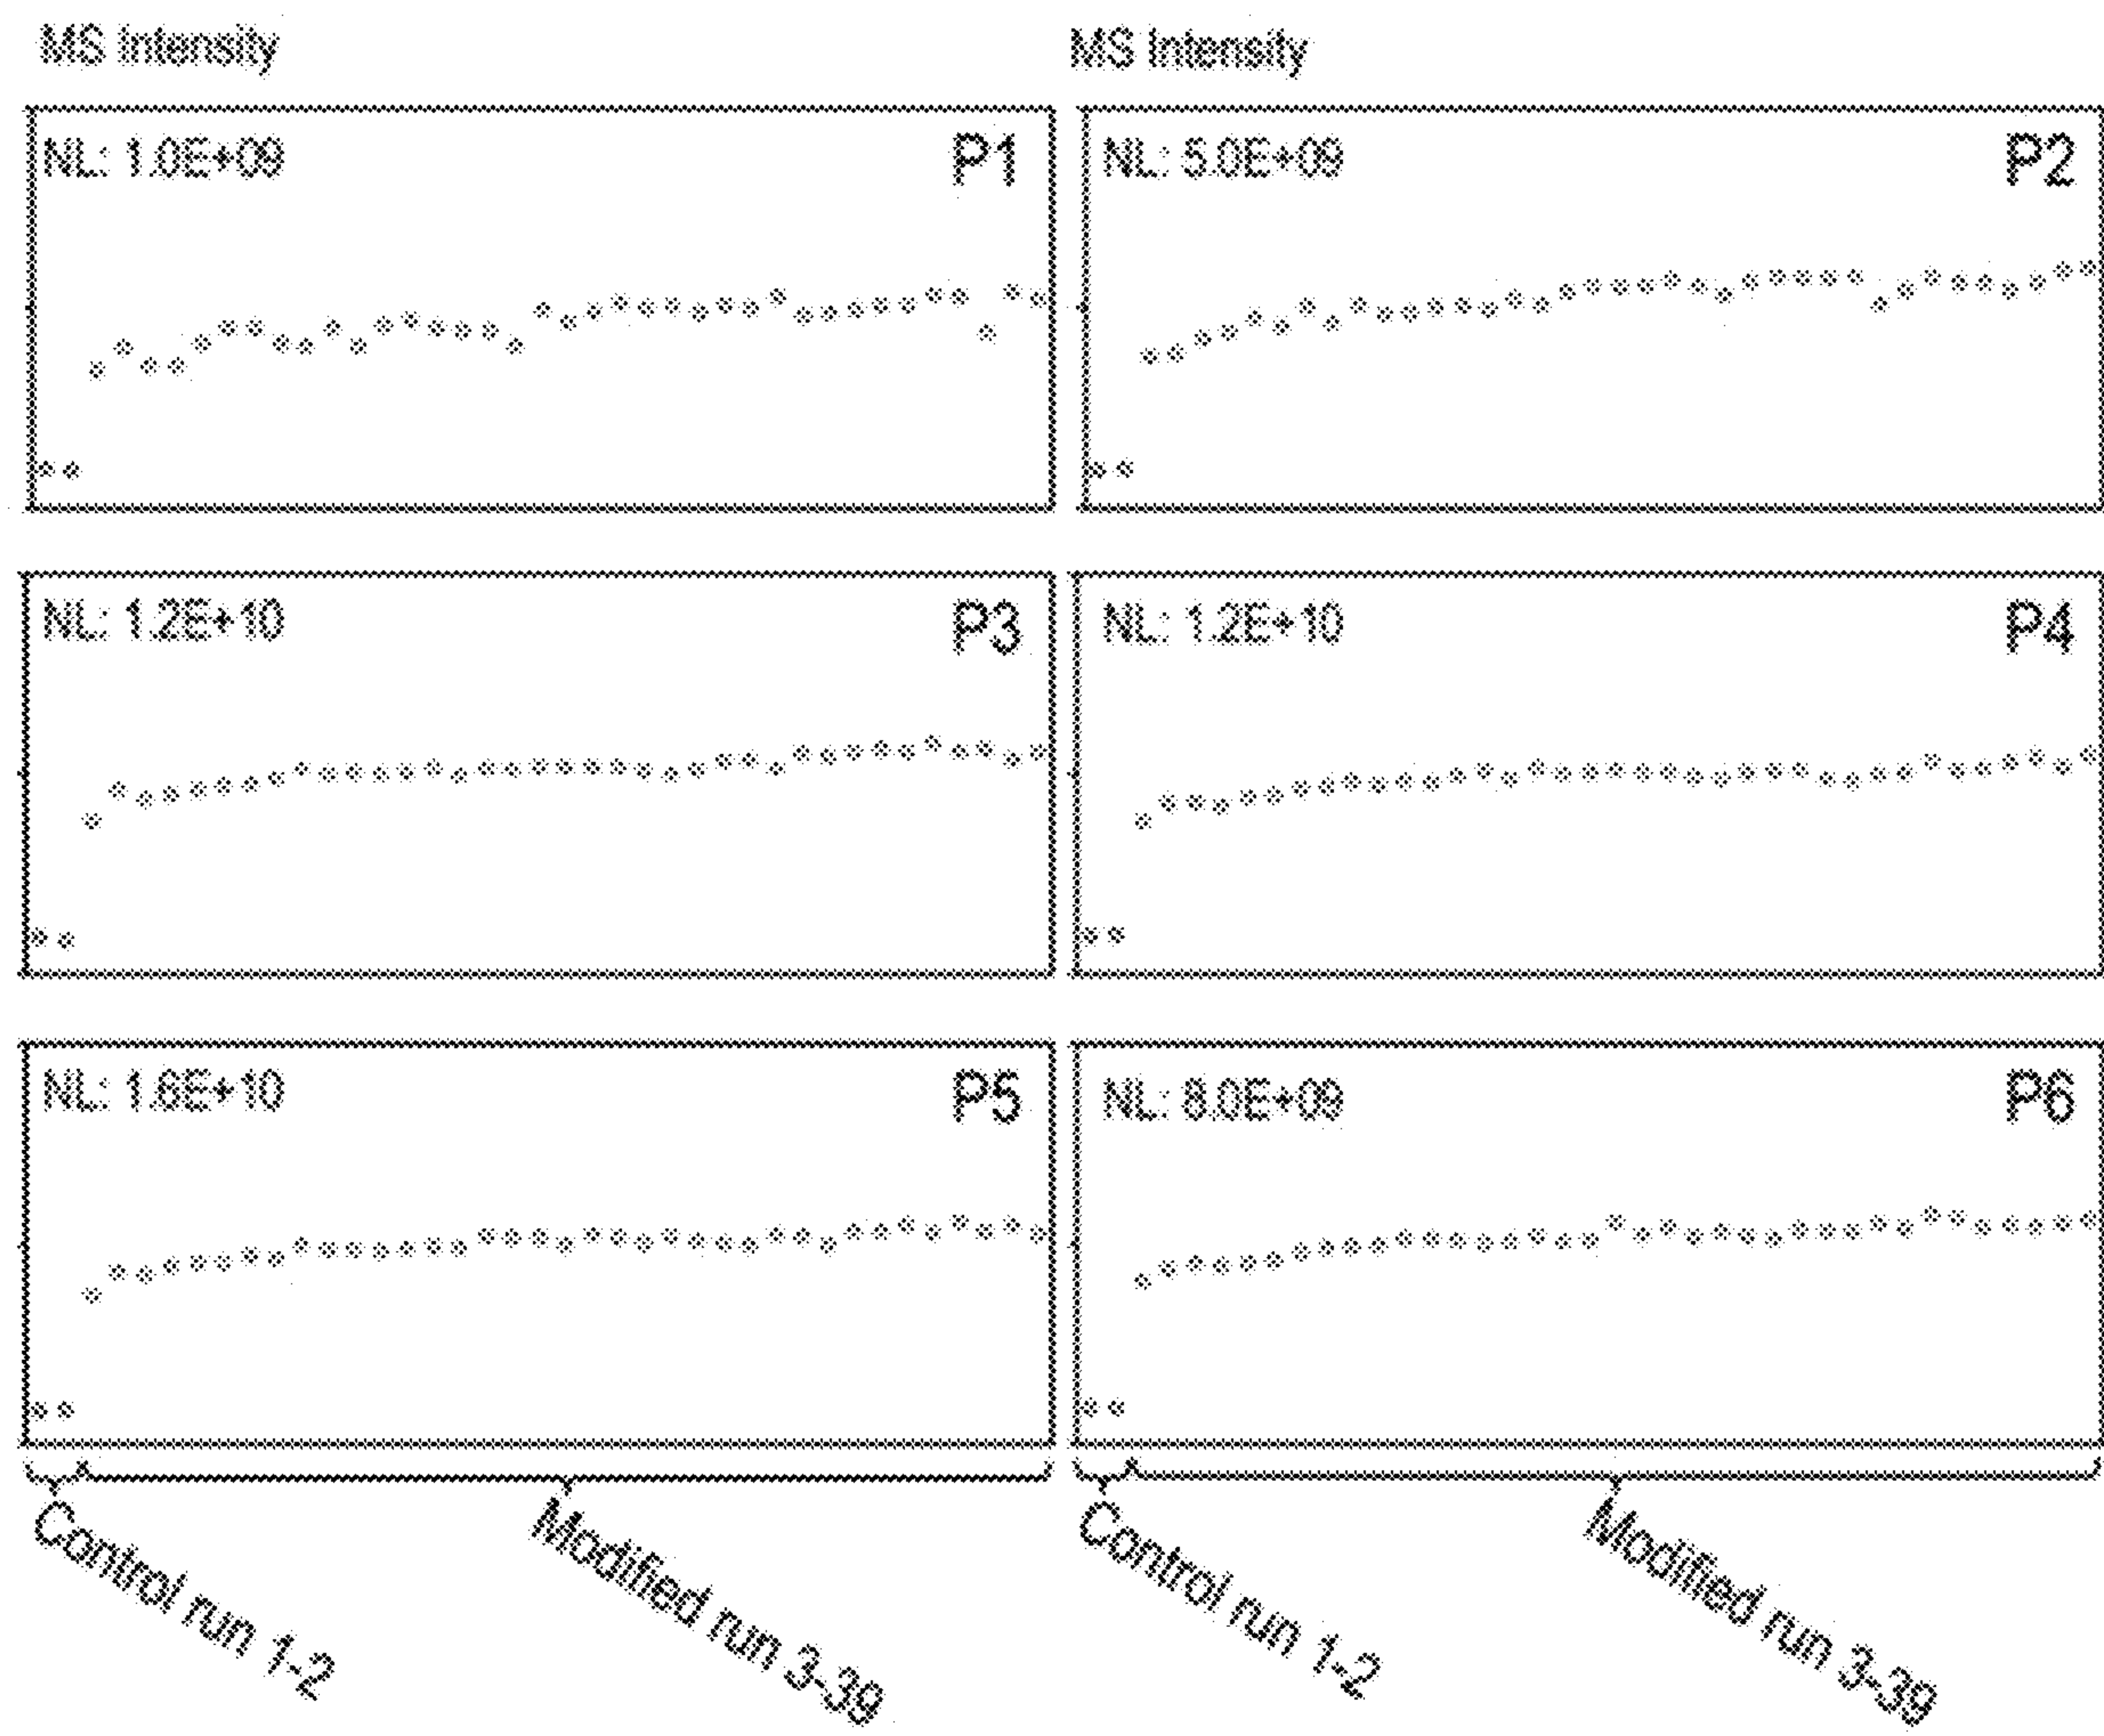 MS Intensity
MS Intensity
NL: 1.0E+09
P1
NL: 5.0E+09
P2
NL: 1.2E+10
P3
NL: 1.2E+10
P4
NL: 1.6E+10
P5
NL: 8.0E+09
P6
Control run 1-2
Modified run 3-39
Control run 1-2
Modified run 3-39